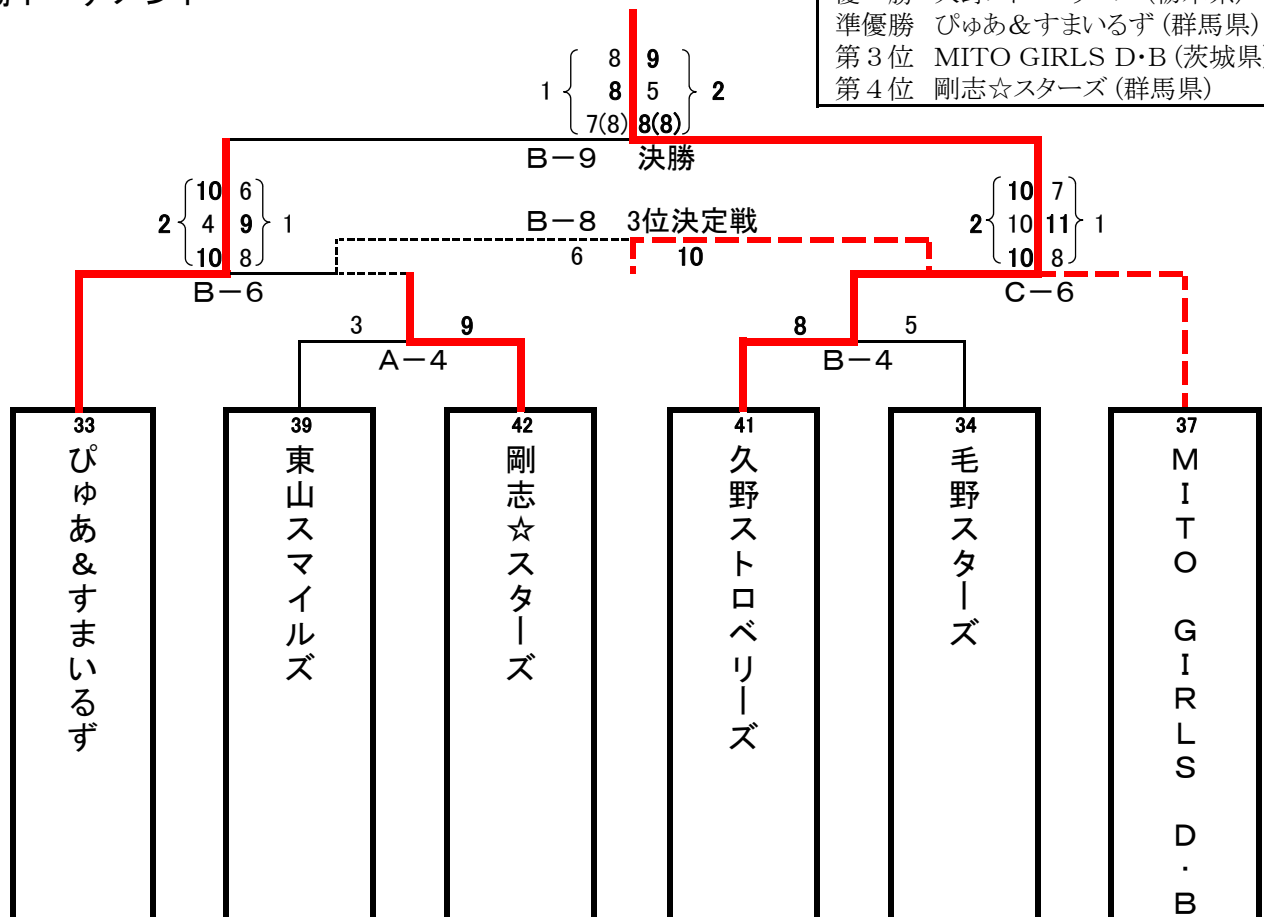 準優勝 ぴゅあ&すまいるず (群馬県)
第3位 MITO GIRLS D・B (茨城県)
第4位 剛志☆スターズ (群馬県)
8 9
1 8 5 2
7(8) 8(8)
B-9 決勝
10 6
2 4 9 1
10 8
B-6
B-8 3位決定戦
6 10
10 7
2 10 11 1
10 8
C-6
3 9
A-4
8 5
B-4
33
ぴゅあ&すまいるず
39
東山スマイルズ
42
剛志☆スターズ
41
久野ストロベリーズ
34
毛野スターズ
37
MITO GIRLS D・B